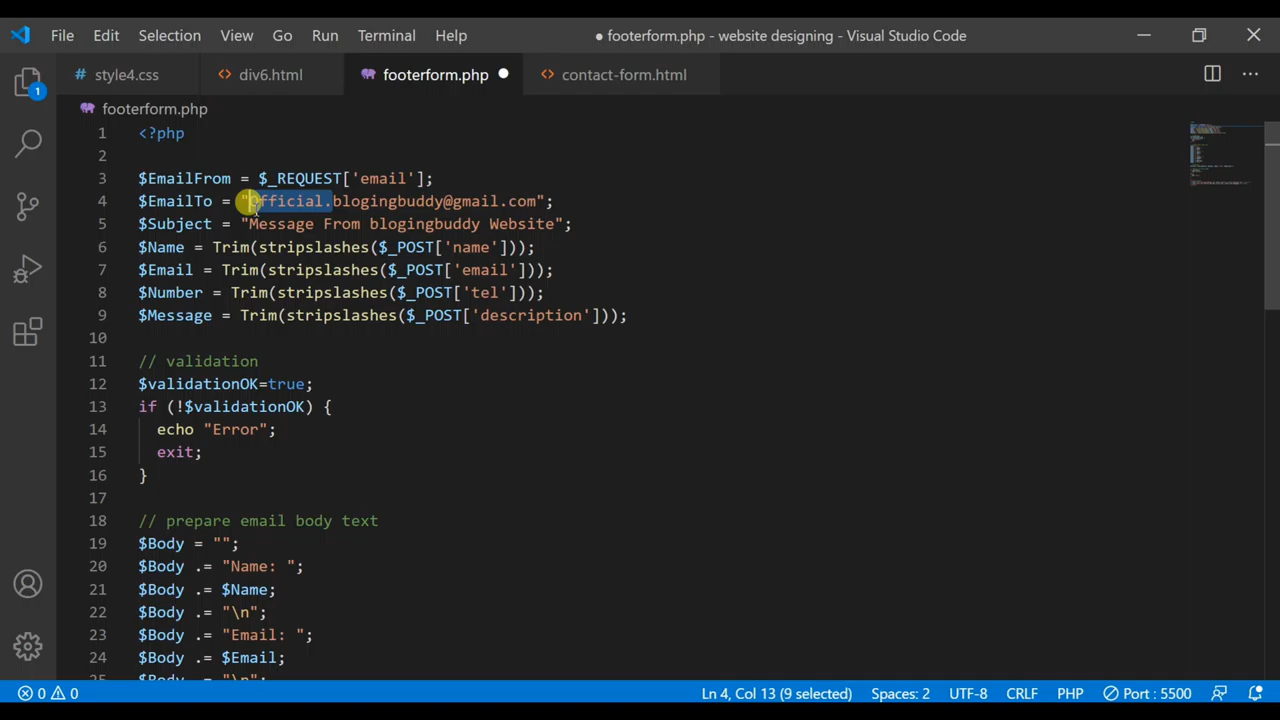 File Edit Selection View Go Run Terminal Help ● footerform.php - website designing - Visual Studio Code
# style4.css <> div6.html footerform.php ● <> contact-form.html ...
1
footerform.php
1 <?php
2
3 $EmailFrom = $_REQUEST['email'];
4 $EmailTo = "Official.blogingbuddy@gmail.com";
5 $Subject = "Message From blogingbuddy Website";
6 $Name = Trim(stripslashes($_POST['name']));
7 $Email = Trim(stripslashes($_POST['email']));
8 $Number = Trim(stripslashes($_POST['tel']));
9 $Message = Trim(stripslashes($_POST['description']));
10
11 // validation
12 $validationOK=true;
13 if (!$validationOK) {
14 echo "Error";
15 exit;
16 }
17
18 // prepare email body text
19 $Body = "";
20 $Body .= "Name: ";
21 $Body .= $Name;
22 $Body .= "\n";
23 $Body .= "Email: ";
24 $Body .= $Email;
25 $Body .= "\n";
0 0 Ln 4, Col 13 (9 selected) Spaces: 2 UTF-8 CRLF PHP Port : 5500